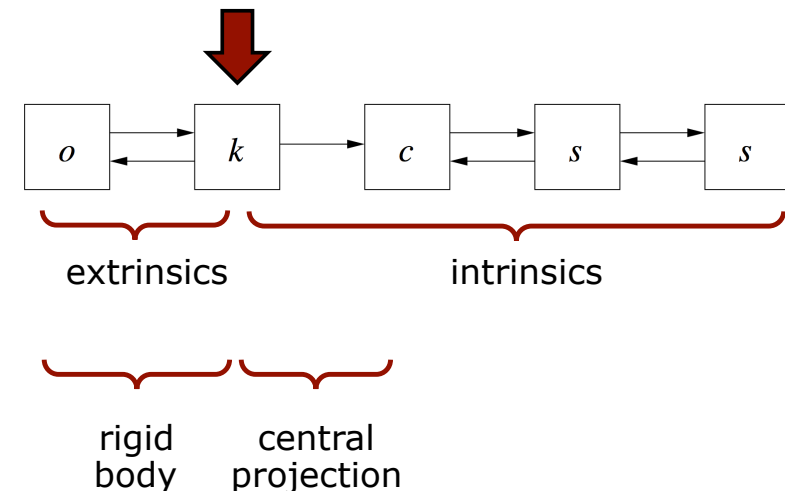 o k c s s
extrinsics intrinsics
rigid central
body projection